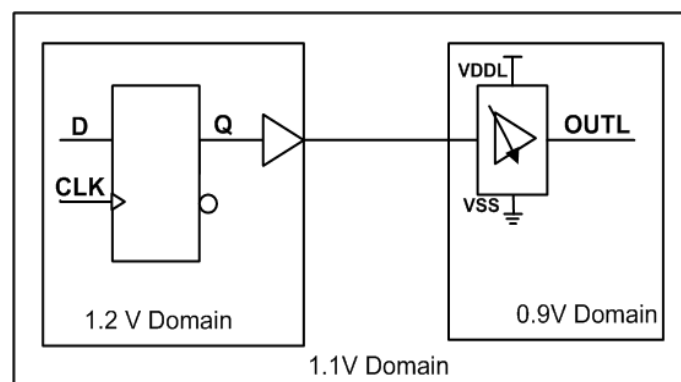 VDDL
D
Q
OUTL
CLK
VSS
1.2 V Domain
0.9V Domain
1.1V Domain